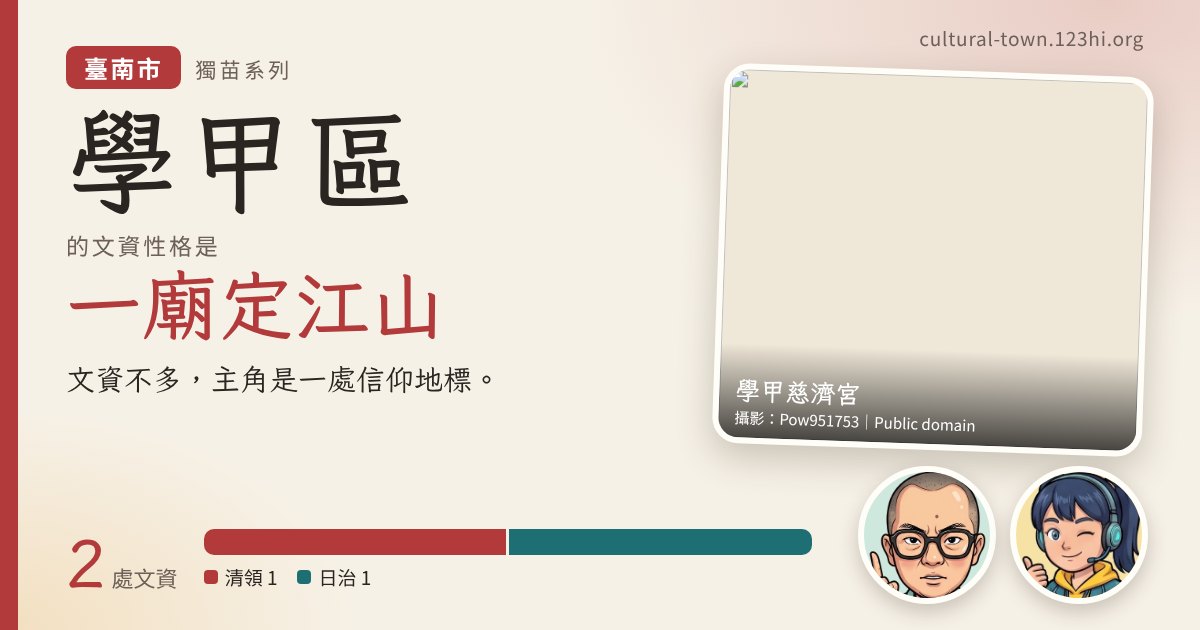 cultural-town.123hi.org
臺南市 獨苗系列
學甲區
的文資性格是
一廟定江山
文資不多，主角是一處信仰地標。
學甲慈濟宮
攝影：Pow951753｜Public domain
2 處文資
清領 1 日治 1